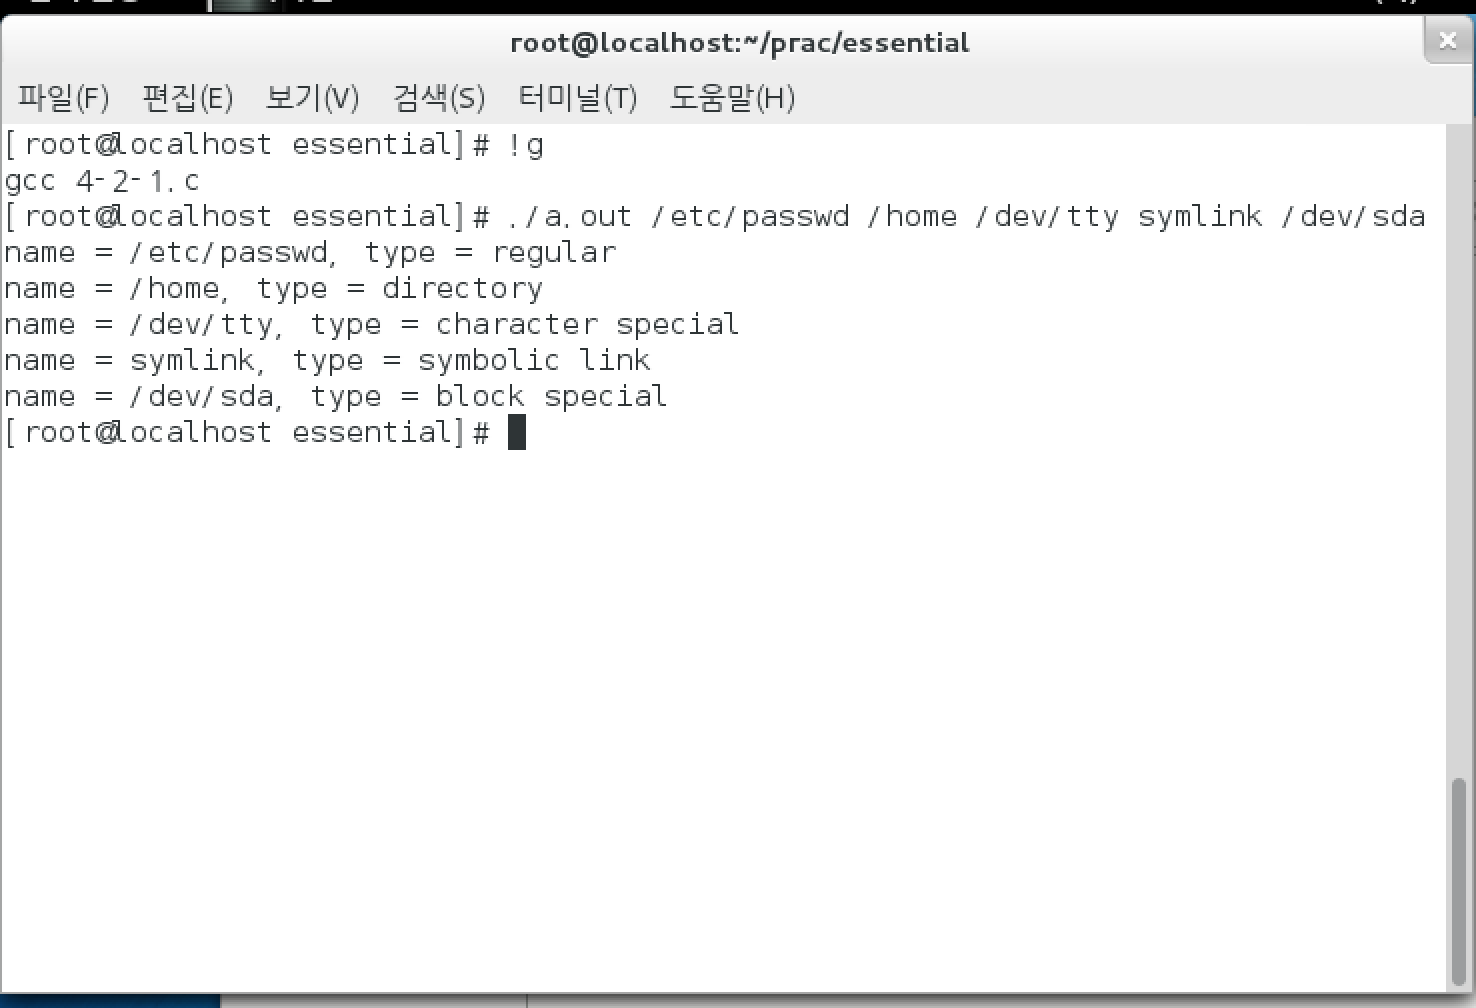 root@localhost:~/prac/essential
파일(F) 편집(E) 보기(V) 검색(S) 터미널(T) 도움말(H)
[root@localhost essential]# !g
gcc 4-2-1.c
[root@localhost essential]# ./a.out /etc/passwd /home /dev/tty symlink /dev/sda
name = /etc/passwd, type = regular
name = /home, type = directory
name = /dev/tty, type = character special
name = symlink, type = symbolic link
name = /dev/sda, type = block special
[root@localhost essential]#